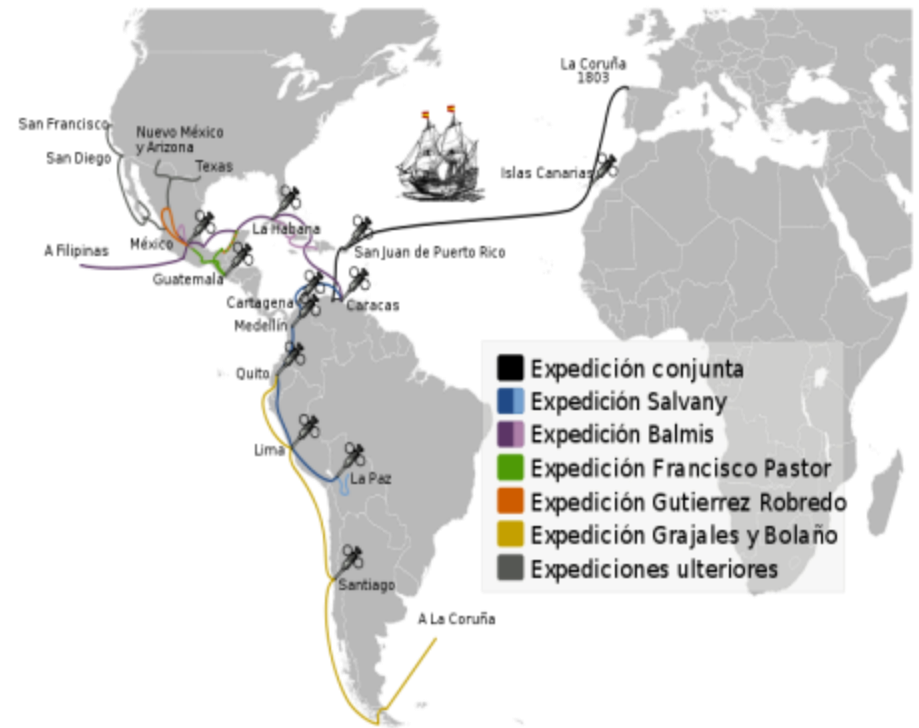 La Coruña
1803
San Francisco
Nuevo México
y Arizona
San Diego
Texas
Islas Canarias
La Habana
México
A Filipinas
San Juan de Puerto Rico
Guatemala
Cartagena
Caracas
Medellín
Quito
Lima
La Paz
Santiago
A La Coruña
Expedición conjunta
Expedición Salvany
Expedición Balmis
Expedición Francisco Pastor
Expedición Gutierrez Robredo
Expedición Grajales y Bolaño
Expediciones ulteriores